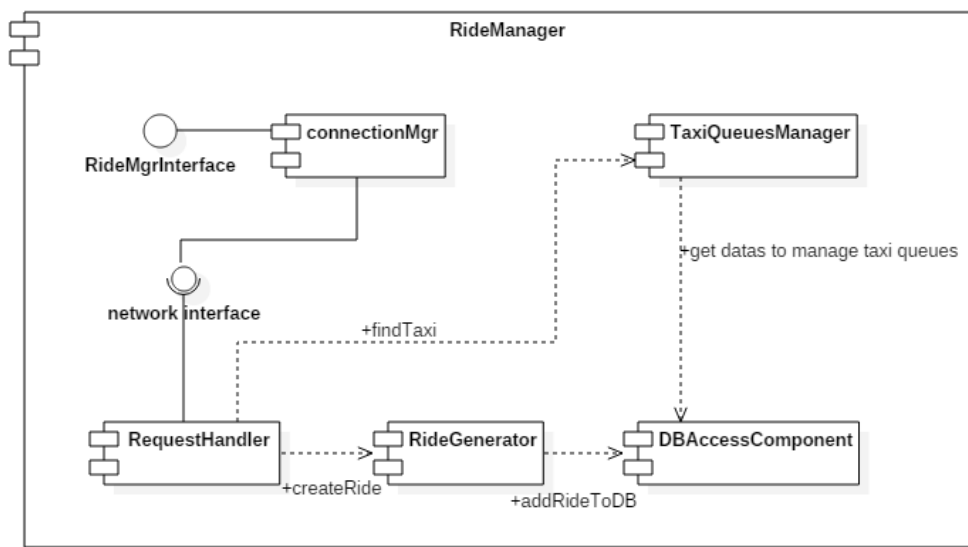 RideManager
connectionMgr
TaxiQueuesManager
RideMgrInterface
+get datas to manage taxi queues
network interface
+findTaxi
RequestHandler
RideGenerator
DBAccessComponent
+createRide
+addRideToDB